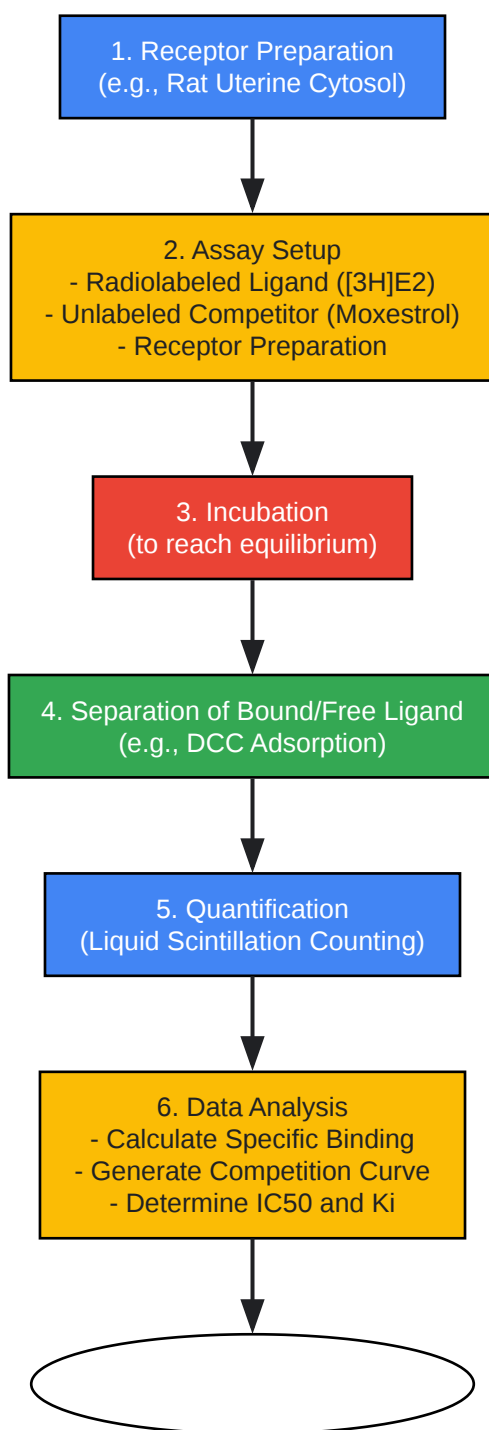 1. Receptor Preparation
(e.g., Rat Uterine Cytosol)
2. Assay Setup
- Radiolabeled Ligand ([3H]E2)
- Unlabeled Competitor (Moxestrol)
- Receptor Preparation
3. Incubation
(to reach equilibrium)
4. Separation of Bound/Free Ligand
(e.g., DCC Adsorption)
5. Quantification
(Liquid Scintillation Counting)
6. Data Analysis
- Calculate Specific Binding
- Generate Competition Curve
- Determine IC50 and Ki